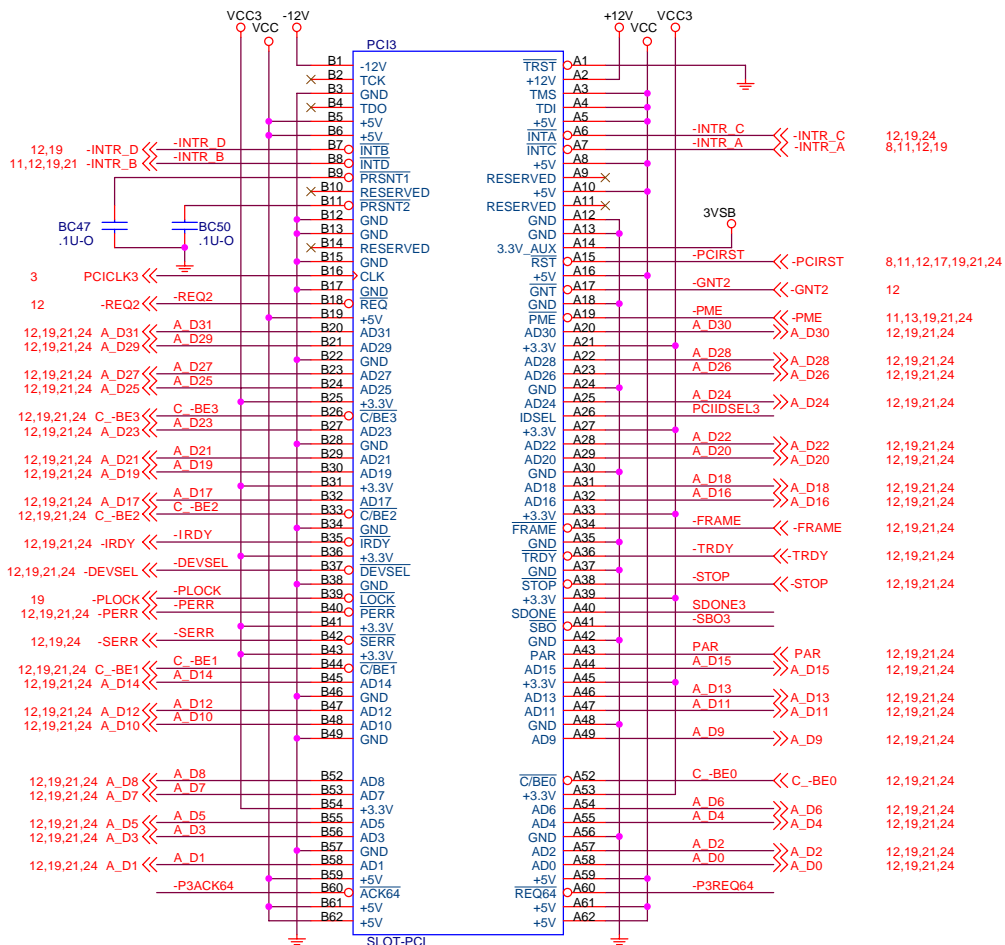 VCC3 VCC -12V +12V VCC VCC3
PCI3
B1 -12V TRST A1
B2 TCK +12V A2
B3 GND TMS A3
B4 TDO TDI A4
B5 +5V +5V A5
B6 +5V INTA A6 -INTR_C -INTR_C 12,19,24
12,19 -INTR_D -INTR_D B7 INTB INTC A7 -INTR_A -INTR_A 8,11,12,19
11,12,19,21 -INTR_B -INTR_B B8 INTD +5V A8
B9 PRSNT1 RESERVED A9
B10 RESERVED +5V A10
B11 PRSNT2 RESERVED A11
BC47 .1U-O BC50 .1U-O
B12 GND GND A12
B13 GND GND A13
B14 RESERVED 3.3V_AUX A14 3VSB
B15 GND RST A15 -PCIRST -PCIRST 8,11,12,17,19,21,24
3 PCICLK3 B16 CLK +5V A16
B17 GND GNT A17 -GNT2 -GNT2 12
12 -REQ2 -REQ2 B18 REQ GND A18
B19 +5V PME A19 -PME -PME 11,13,19,21,24
12,19,21,24 A_D31 A_D31 B20 AD31 AD30 A20 A_D30 A_D30 12,19,21,24
12,19,21,24 A_D29 A_D29 B21 AD29 +3.3V A21
B22 GND AD28 A22 A_D28 A_D28 12,19,21,24
12,19,21,24 A_D27 A_D27 B23 AD27 AD26 A23 A_D26 A_D26 12,19,21,24
12,19,21,24 A_D25 A_D25 B24 AD25 GND A24
B25 +3.3V AD24 A25 A_D24 A_D24 12,19,21,24
12,19,21,24 C_-BE3 C_-BE3 B26 C/BE3 IDSEL A26 PCIIDSEL3
12,19,21,24 A_D23 A_D23 B27 AD23 +3.3V A27
B28 GND AD22 A28 A_D22 A_D22 12,19,21,24
12,19,21,24 A_D21 A_D21 B29 AD21 AD20 A29 A_D20 A_D20 12,19,21,24
12,19,21,24 A_D19 A_D19 B30 AD19 GND A30
B31 +3.3V AD18 A31 A_D18 A_D18 12,19,21,24
12,19,21,24 A_D17 A_D17 B32 AD17 AD16 A32 A_D16 A_D16 12,19,21,24
12,19,21,24 C_-BE2 C_-BE2 B33 C/BE2 +3.3V A33
B34 GND FRAME A34 -FRAME -FRAME 12,19,21,24
12,19,21,24 -IRDY -IRDY B35 IRDY GND A35
B36 +3.3V TRDY A36 -TRDY -TRDY 12,19,21,24
12,19,21,24 -DEVSEL -DEVSEL B37 DEVSEL GND A37
B38 GND STOP A38 -STOP -STOP 12,19,21,24
19 -PLOCK -PLOCK B39 LOCK +3.3V A39
12,19,21,24 -PERR -PERR B40 PERR SDONE A40 SDONE3
B41 +3.3V SBO A41 -SBO3
12,19,24 -SERR -SERR B42 SERR GND A42
B43 +3.3V PAR A43 PAR PAR 12,19,21,24
12,19,21,24 C_-BE1 C_-BE1 B44 C/BE1 AD15 A44 A_D15 A_D15 12,19,21,24
12,19,21,24 A_D14 A_D14 B45 AD14 +3.3V A45
B46 GND AD13 A46 A_D13 A_D13 12,19,21,24
12,19,21,24 A_D12 A_D12 B47 AD12 AD11 A47 A_D11 A_D11 12,19,21,24
12,19,21,24 A_D10 A_D10 B48 AD10 GND A48
B49 GND AD9 A49 A_D9 A_D9 12,19,21,24
12,19,21,24 A_D8 A_D8 B52 AD8 C/BE0 A52 C_-BE0 C_-BE0 12,19,21,24
12,19,21,24 A_D7 A_D7 B53 AD7 +3.3V A53
B54 +3.3V AD6 A54 A_D6 A_D6 12,19,21,24
12,19,21,24 A_D5 A_D5 B55 AD5 AD4 A55 A_D4 A_D4 12,19,21,24
12,19,21,24 A_D3 A_D3 B56 AD3 GND A56
B57 GND AD2 A57 A_D2 A_D2 12,19,21,24
12,19,21,24 A_D1 A_D1 B58 AD1 AD0 A58 A_D0 A_D0 12,19,21,24
B59 +5V +5V A59
-P3ACK64 B60 ACK64 REQ64 A60 -P3REQ64
B61 +5V +5V A61
B62 +5V +5V A62
SLOT-PCI